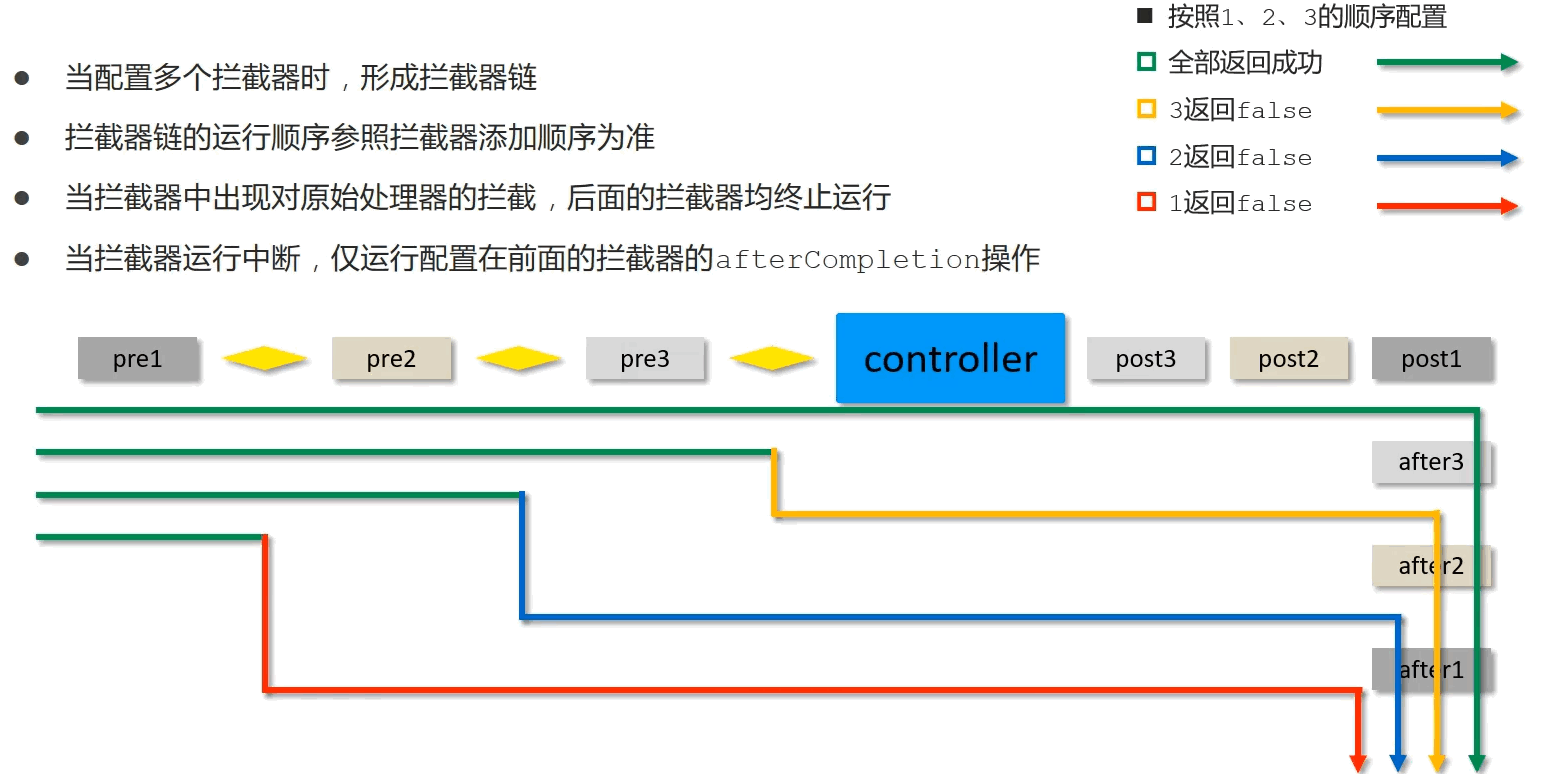 按照1、2、3的顺序配置
全部返回成功
3返回false
2返回false
1返回false
当配置多个拦截器时，形成拦截器链
拦截器链的运行顺序参照拦截器添加顺序为准
当拦截器中出现对原始处理器的拦截，后面的拦截器均终止运行
当拦截器运行中断，仅运行配置在前面的拦截器的afterCompletion操作
pre1 pre2 pre3 controller post3 post2 post1
after3
after2
after1